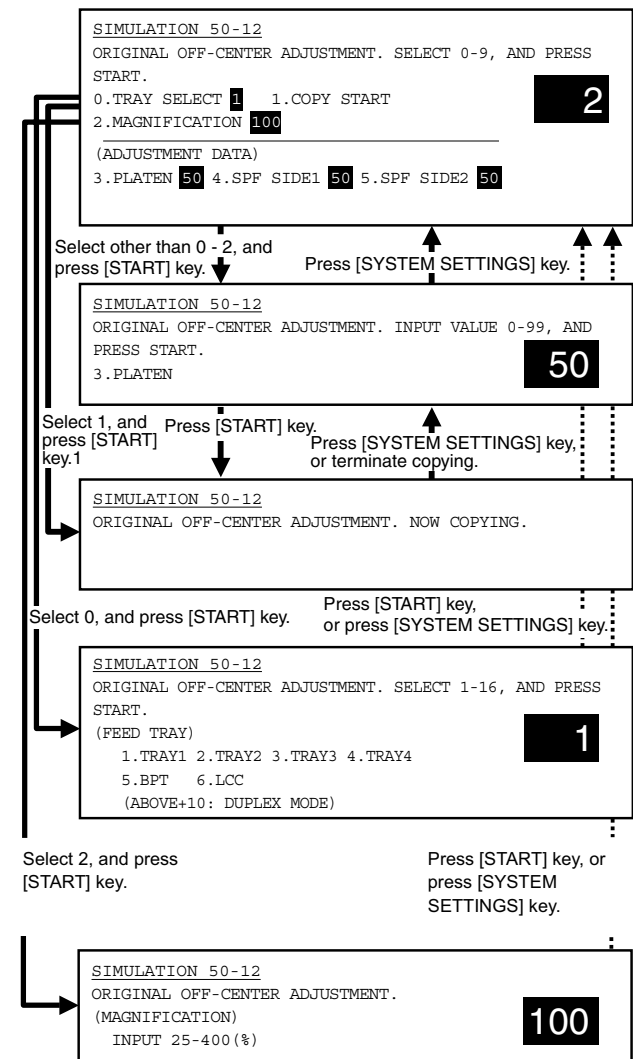 SIMULATION 50-12
ORIGINAL OFF-CENTER ADJUSTMENT. SELECT 0-9, AND PRESS
START.
0.TRAY SELECT 1 1.COPY START
2
2.MAGNIFICATION 100
(ADJUSTMENT DATA)
3.PLATEN 50 4.SPF SIDE1 50 5.SPF SIDE2 50
Select other than 0 - 2, and
press [START] key.
Press [SYSTEM SETTINGS] key.
SIMULATION 50-12
ORIGINAL OFF-CENTER ADJUSTMENT. INPUT VALUE 0-99, AND
PRESS START.
50
3.PLATEN
Select 1, and
press [START]
key.1
Press [START] key.
Press [SYSTEM SETTINGS] key,
or terminate copying.
SIMULATION 50-12
ORIGINAL OFF-CENTER ADJUSTMENT. NOW COPYING.
Select 0, and press [START] key.
Press [START] key,
or press [SYSTEM SETTINGS] key.
SIMULATION 50-12
ORIGINAL OFF-CENTER ADJUSTMENT. SELECT 1-16, AND PRESS
START.
(FEED TRAY)
1
1.TRAY1 2.TRAY2 3.TRAY3 4.TRAY4
5.BPT 6.LCC
(ABOVE+10: DUPLEX MODE)
Select 2, and press
[START] key.
Press [START] key, or
press [SYSTEM
SETTINGS] key.
SIMULATION 50-12
ORIGINAL OFF-CENTER ADJUSTMENT.
(MAGNIFICATION)
100
INPUT 25-400(%)